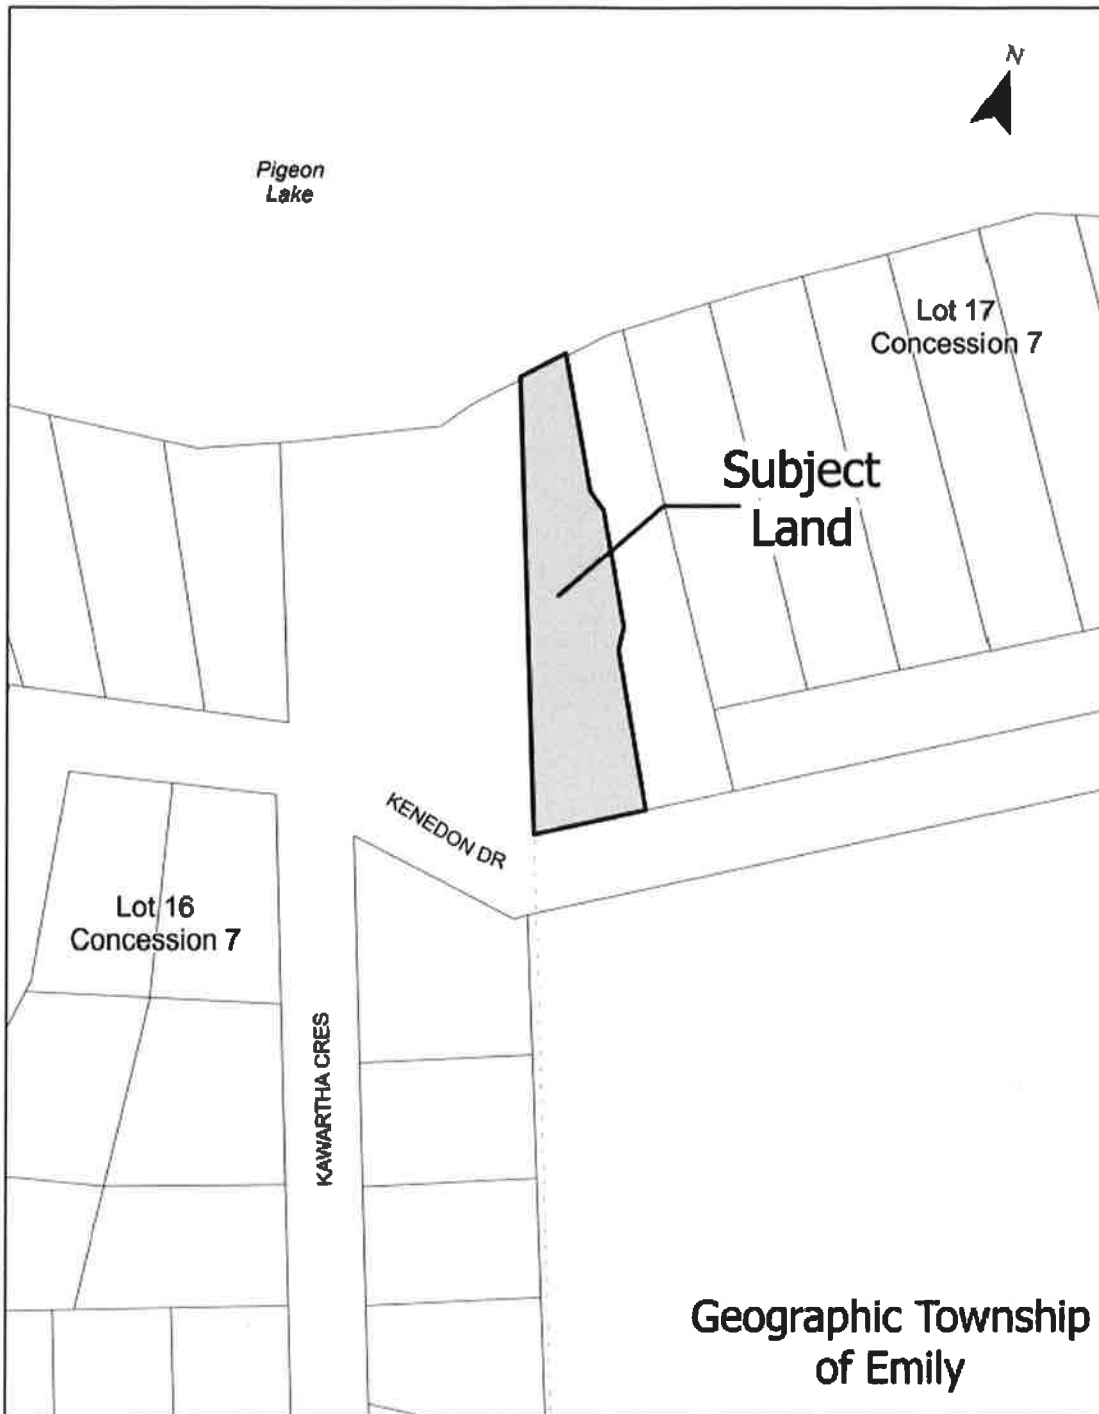 N
Pigeon
Lake
Lot 17
Concession 7
Subject
Land
KENEDON DR
Lot 16
Concession 7
KAWARTHA CRES
Geographic Township
of Emily